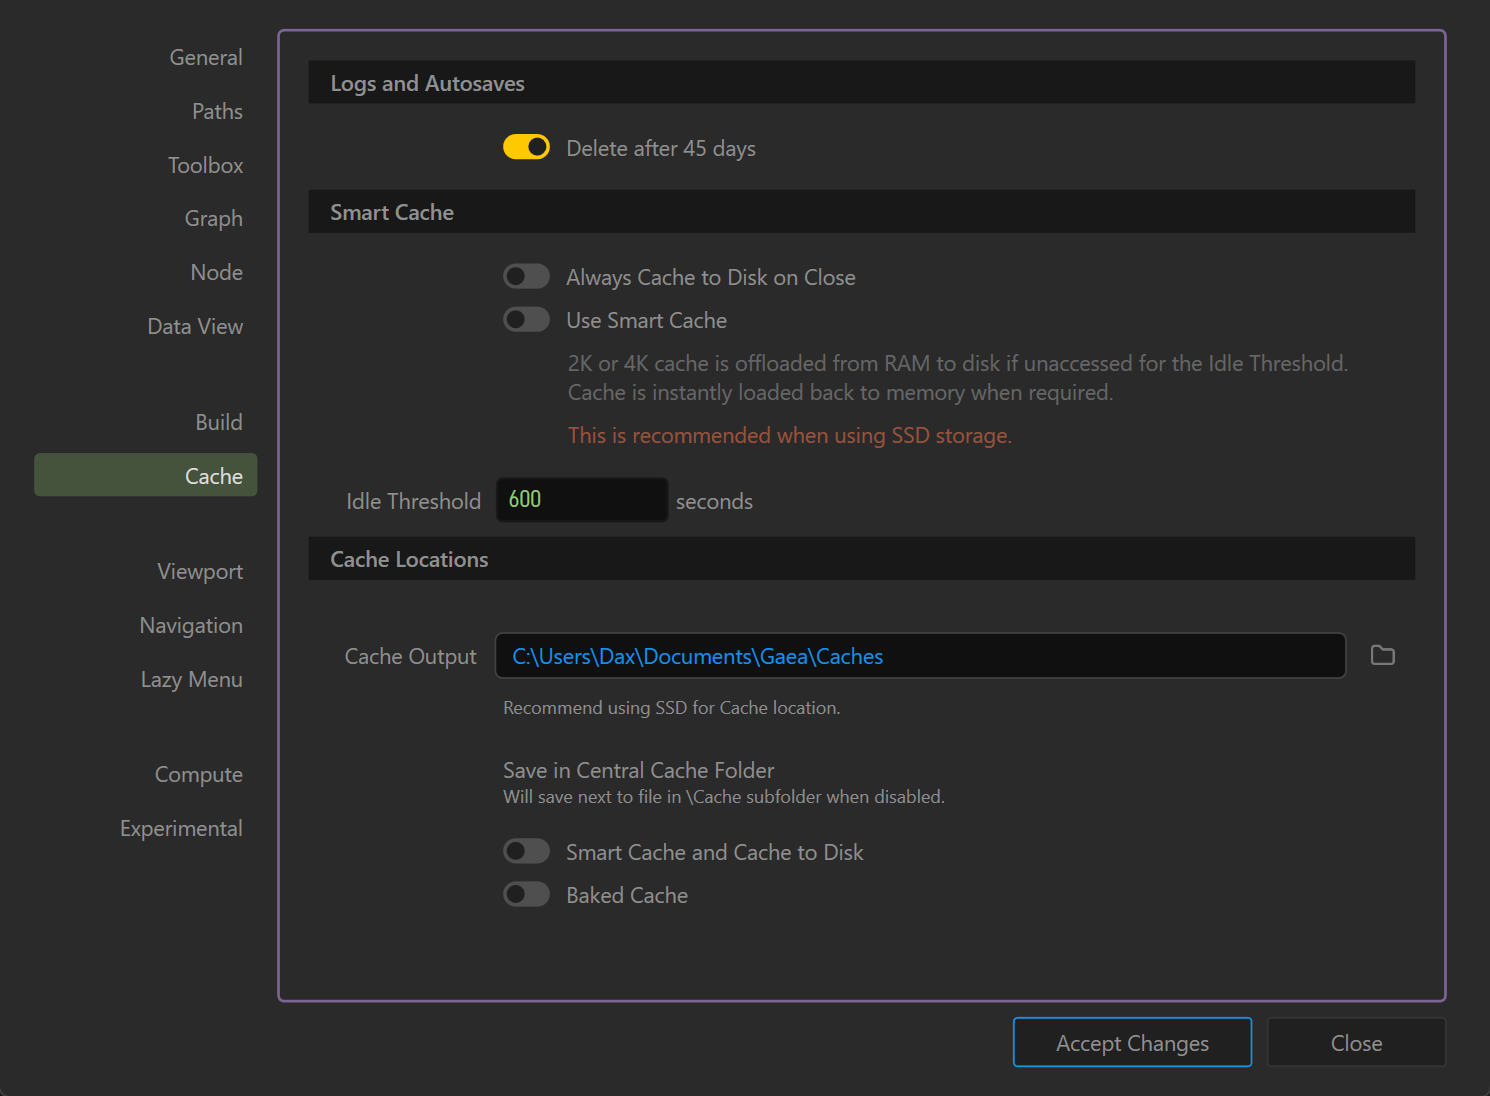 General
Paths
Toolbox
Graph
Node
Data View
Build
Cache
Viewport
Navigation
Lazy Menu
Compute
Experimental
Logs and Autosaves
Delete after 45 days
Smart Cache
Always Cache to Disk on Close
Use Smart Cache
2K or 4K cache is offloaded from RAM to disk if unaccessed for the Idle Threshold.
Cache is instantly loaded back to memory when required.
This is recommended when using SSD storage.
Idle Threshold 600 seconds
Cache Locations
Cache Output C:\Users\Dax\Documents\Gaea\Caches
Recommend using SSD for Cache location.
Save in Central Cache Folder
Will save next to file in \Cache subfolder when disabled.
Smart Cache and Cache to Disk
Baked Cache
Accept Changes Close